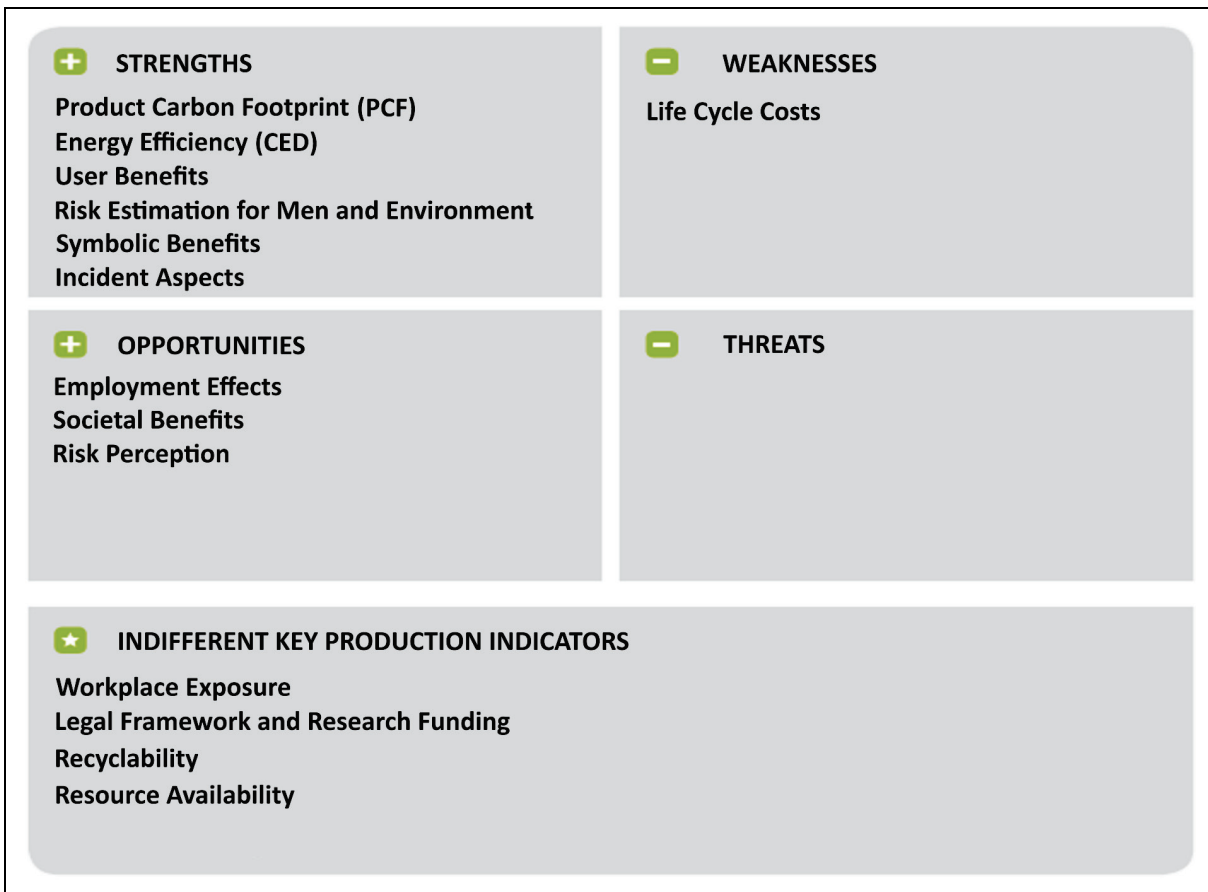 STRENGTHS
Product Carbon Footprint (PCF)
Energy Efficiency (CED)
User Benefits
Risk Estimation for Men and Environment
Symbolic Benefits
Incident Aspects
WEAKNESSES
Life Cycle Costs
OPPORTUNITIES
Employment Effects
Societal Benefits
Risk Perception
THREATS
INDIFFERENT KEY PRODUCTION INDICATORS
Workplace Exposure
Legal Framework and Research Funding
Recyclability
Resource Availability